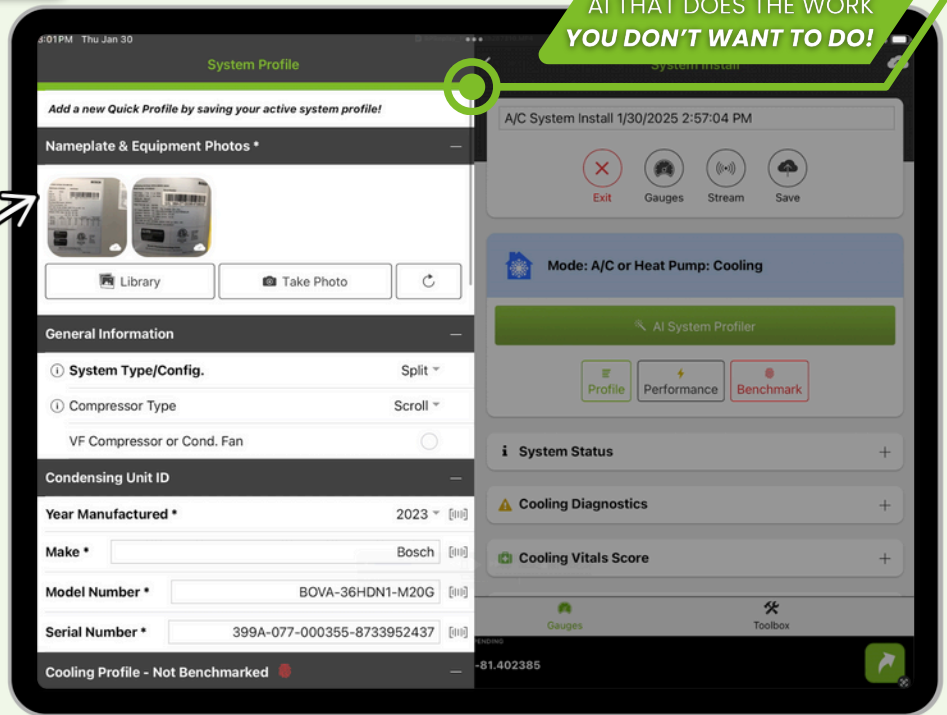 AI THAT DOES THE WORK
YOU DON'T WANT TO DO!
3:01PM Thu Jan 30
System Profile
Add a new Quick Profile by saving your active system profile!
Nameplate & Equipment Photos *
Library
Take Photo
General Information
System Type/Config.
Split
Compressor Type
Scroll
VF Compressor or Cond. Fan
Condensing Unit ID
Year Manufactured *
2023
Make *
Bosch
Model Number *
BOVA-36HDN1-M20G
Serial Number *
399A-077-000355-8733952437
Cooling Profile - Not Benchmarked
System Install
A/C System Install 1/30/2025 2:57:04 PM
Exit
Gauges
Stream
Save
Mode: A/C or Heat Pump: Cooling
AI System Profiler
Profile
Performance
Benchmark
System Status
Cooling Diagnostics
Cooling Vitals Score
Gauges
Toolbox
-81.402385